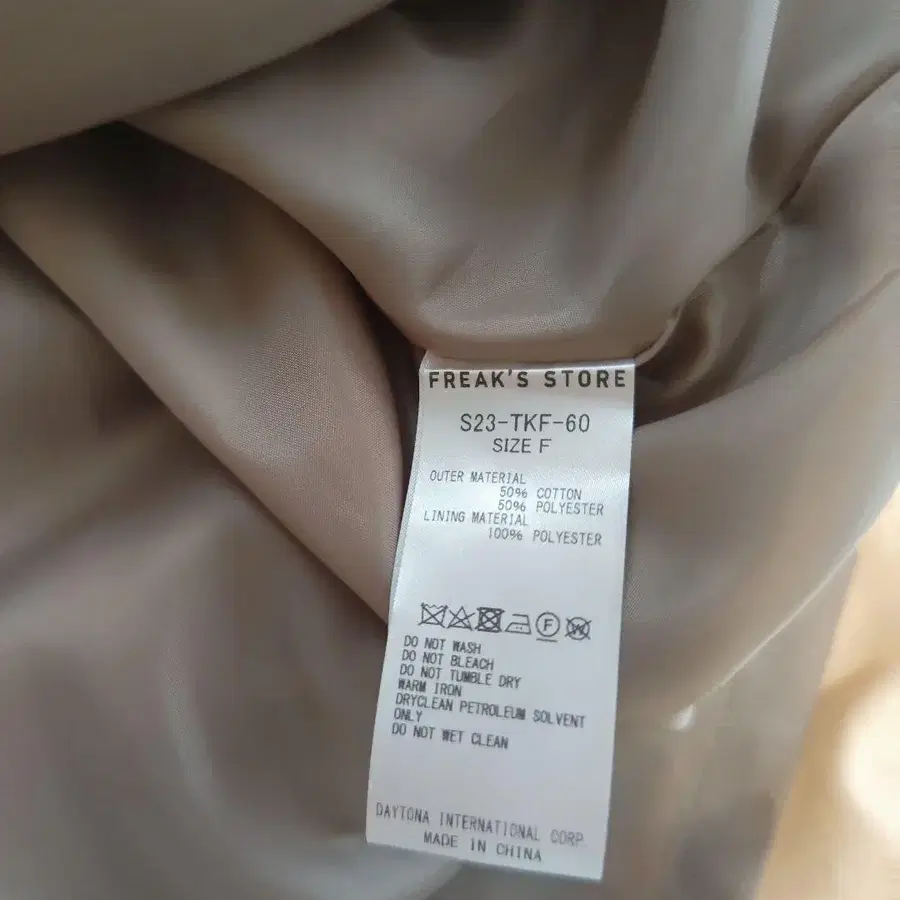 FREAK'S STORE
S23-TKF-60
SIZE F
OUTER MATERIAL
50% COTTON
50% POLYESTER
LINING MATERIAL
100% POLYESTER
F
W
DO NOT WASH
DO NOT BLEACH
DO NOT TUMBLE DRY
WARM IRON
DRYCLEAN PETROLEUM SOLVENT
ONLY
DO NOT WET CLEAN
DAYTONA INTERNATIONAL CORP.
MADE IN CHINA